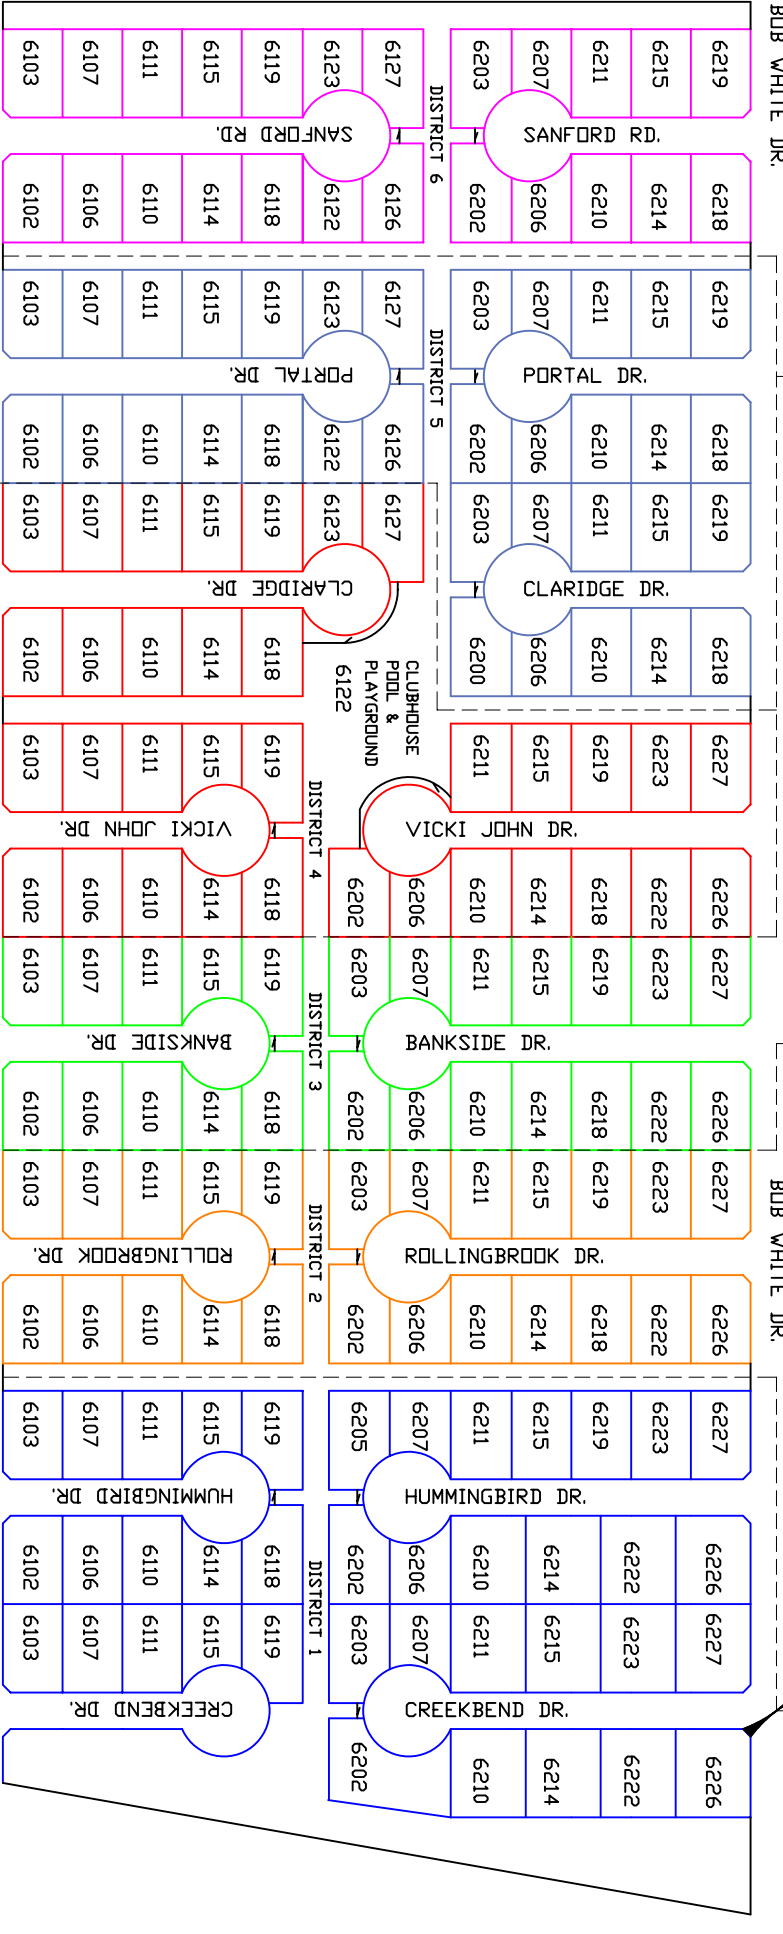 BOB WHITE DR.
6103 6107 6111 6115 6119 6123 6127
6203 6207 6211 6215 6219
SANFORD RD.
DISTRICT 6
SANFORD RD.
6102 6106 6110 6114 6118 6122 6126
6202 6206 6210 6214 6218
6103 6107 6111 6115 6119 6123 6127
6203 6207 6211 6215 6219
PORTAL DR.
DISTRICT 5
PORTAL DR.
6102 6106 6110 6114 6118 6122 6126
6202 6206 6210 6214 6218
6103 6107 6111 6115 6119 6123 6127
6203 6207 6211 6215 6219
CLARIDGE DR.
CLARIDGE DR.
6102 6106 6110 6114 6118
6200 6206 6210 6214 6218
CLUBHOUSE
POOL &
PLAYGROUND
6122
6103 6107 6111 6115 6119
6211 6215 6219 6223 6227
VICKI JOHN DR.
DISTRICT 4
VICKI JOHN DR.
6102 6106 6110 6114 6118
6202 6206 6210 6214 6218 6222 6226
6103 6107 6111 6115 6119
6203 6207 6211 6215 6219 6223 6227
BANKSIDE DR.
DISTRICT 3
BANKSIDE DR.
6102 6106 6110 6114 6118
6202 6206 6210 6214 6218 6222 6226
BOB WHITE DR.
6103 6107 6111 6115 6119
6203 6207 6211 6215 6219 6223 6227
ROLLINGBROOK DR.
DISTRICT 2
ROLLINGBROOK DR.
6102 6106 6110 6114 6118
6202 6206 6210 6214 6218 6222 6226
6103 6107 6111 6115 6119
6205 6207 6211 6215 6219 6223 6227
HUMMINGBIRD DR.
HUMMINGBIRD DR.
6102 6106 6110 6114 6118
6202 6206 6210 6214 6222 6226
DISTRICT 1
6103 6107 6111 6115 6119
6203 6207 6211 6215 6223 6227
CREEKBEND DR.
CREEKBEND DR.
6202 6210 6214 6222 6226